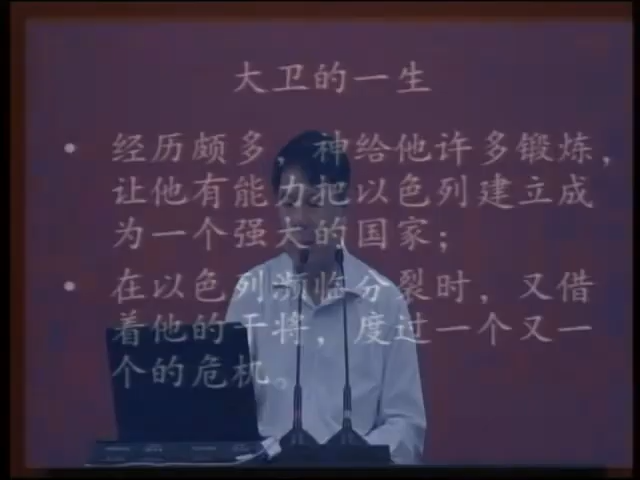 大卫的一生
• 经历颇多，神给他许多锻炼，
让他有能力把以色列建立成
为一个强大的国家；
• 在以色列濒临分裂时，又借
着他的干将，度过一个又一
个的危机。